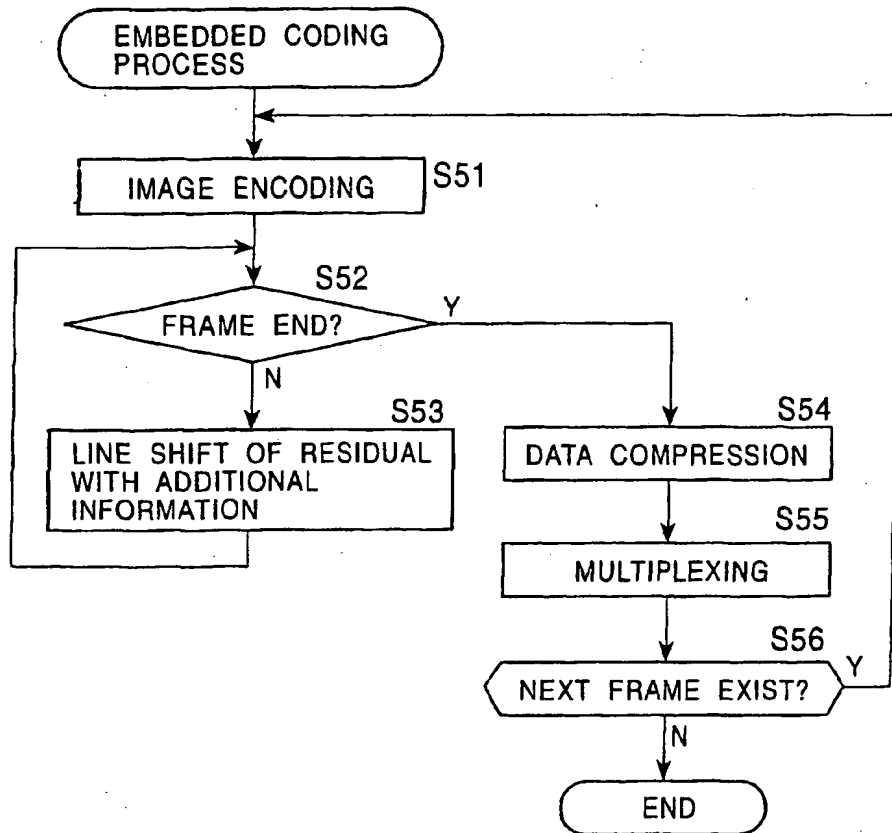 EMBEDDED CODING
PROCESS
IMAGE ENCODING
S51
S52
FRAME END?
Y
N
S53
LINE SHIFT OF RESIDUAL
WITH ADDITIONAL
INFORMATION
S54
DATA COMPRESSION
S55
MULTIPLEXING
S56
NEXT FRAME EXIST?
Y
N
END